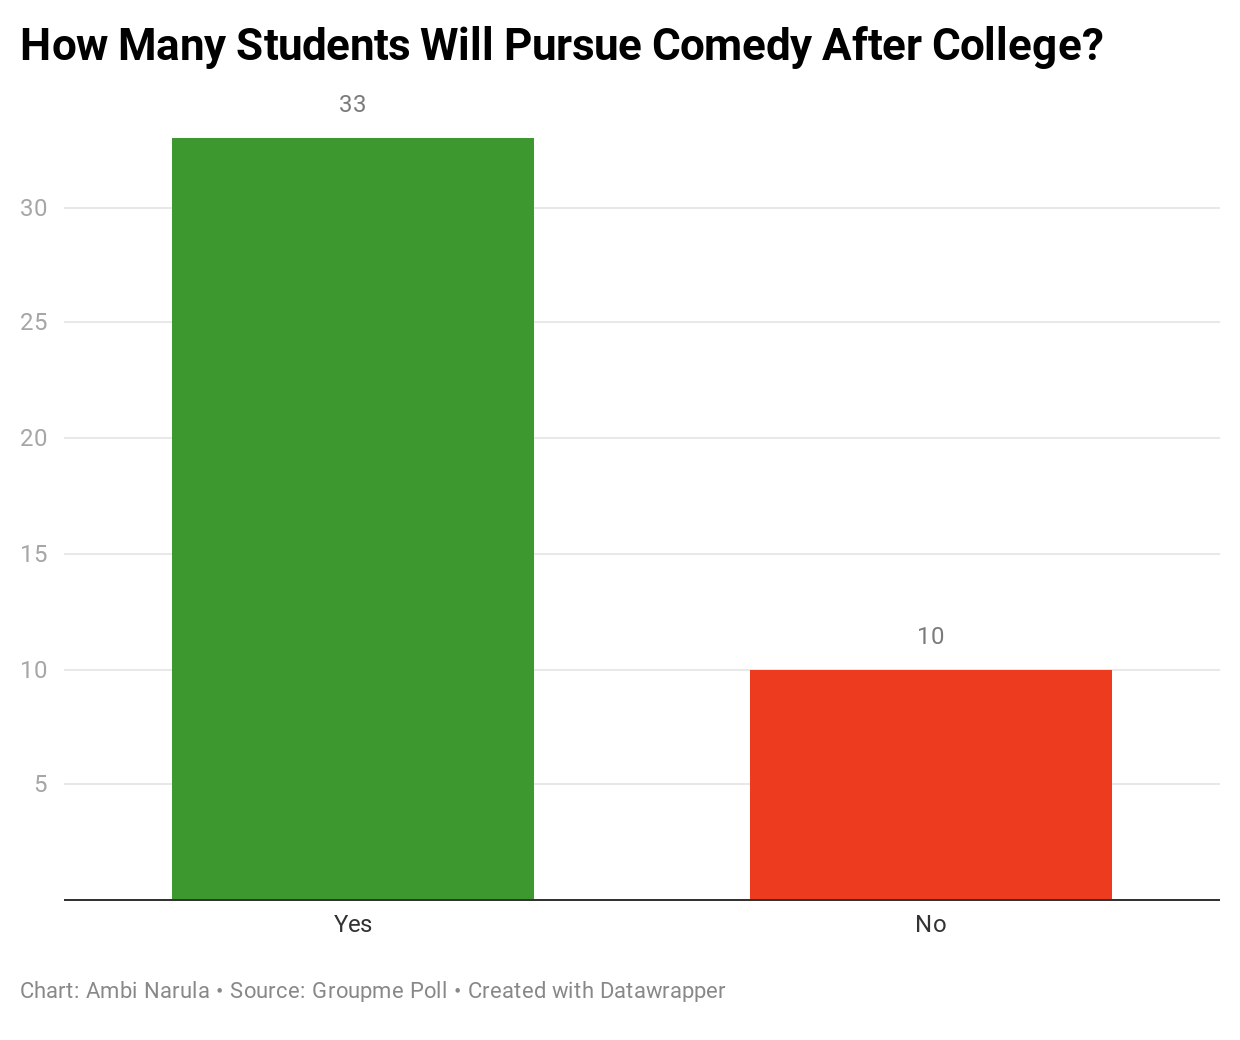 How Many Students Will Pursue Comedy After College?
33
30
25
20
15
10
10
5
Yes No
Chart: Ambi Narula • Source: Groupme Poll • Created with Datawrapper